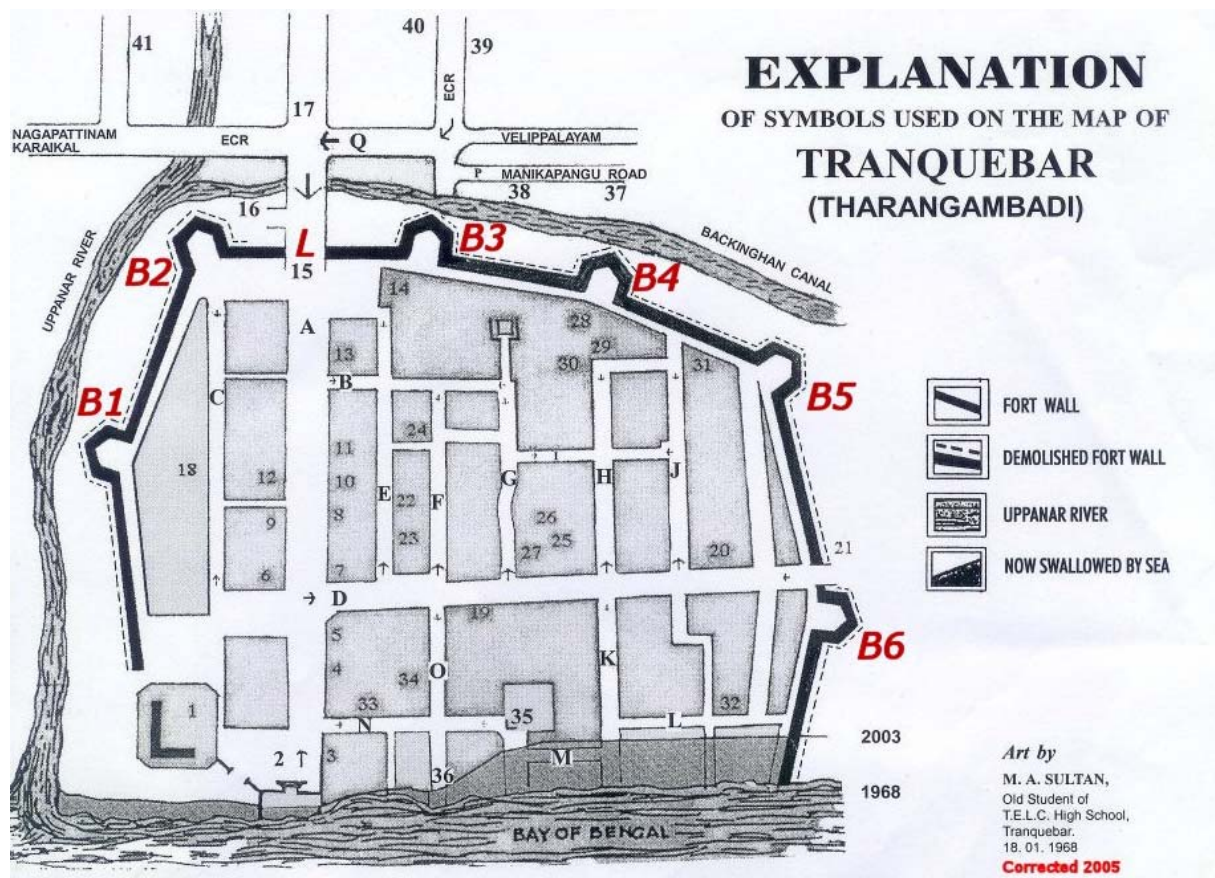 EXPLANATION
OF SYMBOLS USED ON THE MAP OF
TRANQUEBAR
(THARANGAMBADI)
41
40
39
17
ECR
NAGAPATTINAM
KARAIKAL
ECR
Q
VELIPPALAYAM
P MANIKAPANGU ROAD
38
37
16
UPPANAR RIVER
B2
L
B3
BACKINGHAN CANAL
15
B4
14
28
A
29
13
30
31
B
B1
C
B5
24
11
I
18
12
10
E
F
G
H
J
22
9
8
26
23
25
27
20
21
6
7
D
19
5
B6
4
34
O
K
33
32
1
N
35
L
2
3
36
M
2003
1968
BAY OF BENGAL
FORT WALL
DEMOLISHED FORT WALL
UPPANAR RIVER
NOW SWALLOWED BY SEA
Art by
M. A. SULTAN,
Old Student of
T.E.L.C. High School,
Tranquebar.
18. 01. 1968
Corrected 2005